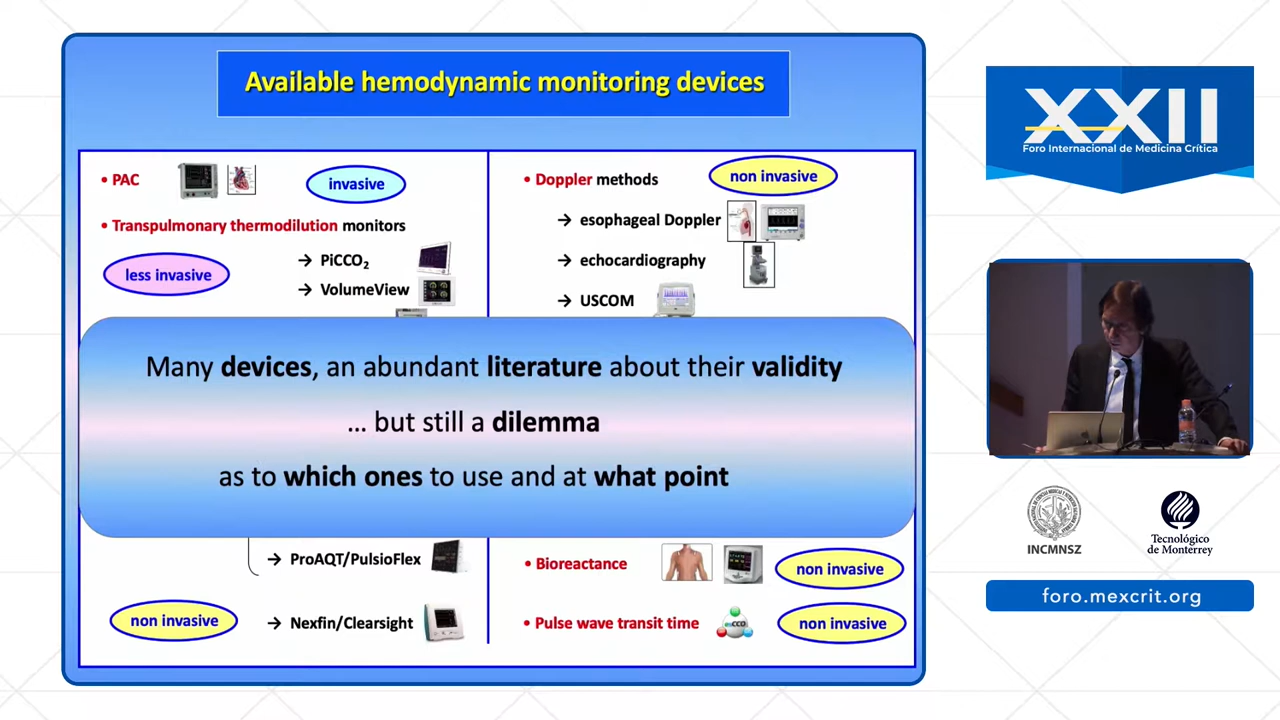 Available hemodynamic monitoring devices
• PAC
invasive
• Transpulmonary thermodilution monitors
less invasive
→ PiCCO2
→ VolumeView
• Doppler methods
non invasive
→ esophageal Doppler
→ echocardiography
→ USCOM
Many devices, an abundant literature about their validity
... but still a dilemma
as to which ones to use and at what point
→ ProAQT/PulsioFlex
non invasive
→ Nexfin/Clearsight
• Bioreactance
non invasive
• Pulse wave transit time
esCCO
non invasive
XXII
Foro Internacional de Medicina Crítica
INCMNSZ
Tecnológico
de Monterrey
foro.mexcrit.org